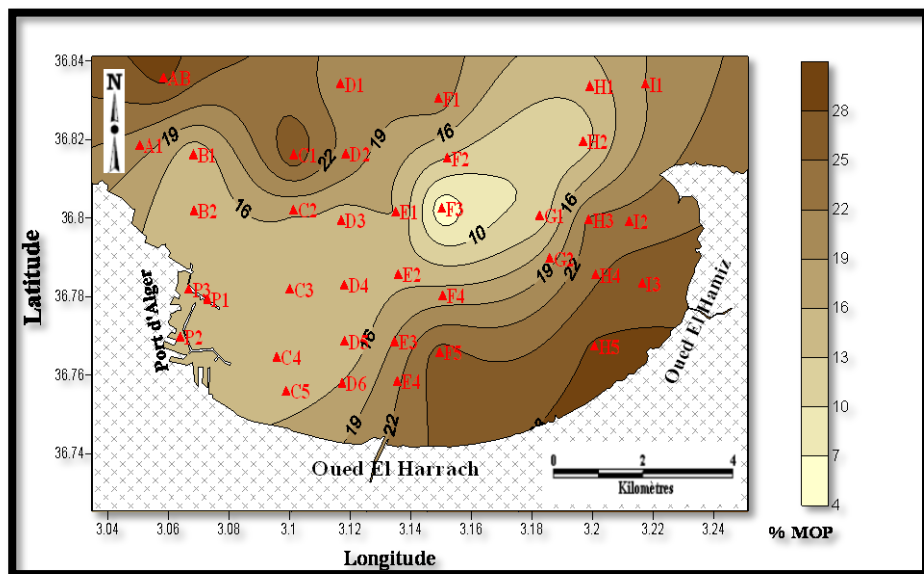 36.84
36.82
36.8
36.78
36.76
36.74
Latitude
N
AB
A1
B1
B2
C1
C2
C3
C4
C5
D1
D2
D3
D4
D6
E1
E2
E3
E4
F1
F2
F3
F4
F5
G1
G2
H1
H2
H3
H4
H5
I1
I2
I3
P3
P1
P2
19
16
22
19
16
10
16
19
22
16
19
22
Port d'Alger
Oued El Harrach
Oued El Hamiz
0 2 4
Kilomètres
3.04 3.06 3.08 3.1 3.12 3.14 3.16 3.18 3.2 3.22 3.24
Longitude
28
25
22
19
16
13
10
7
4
% MOP